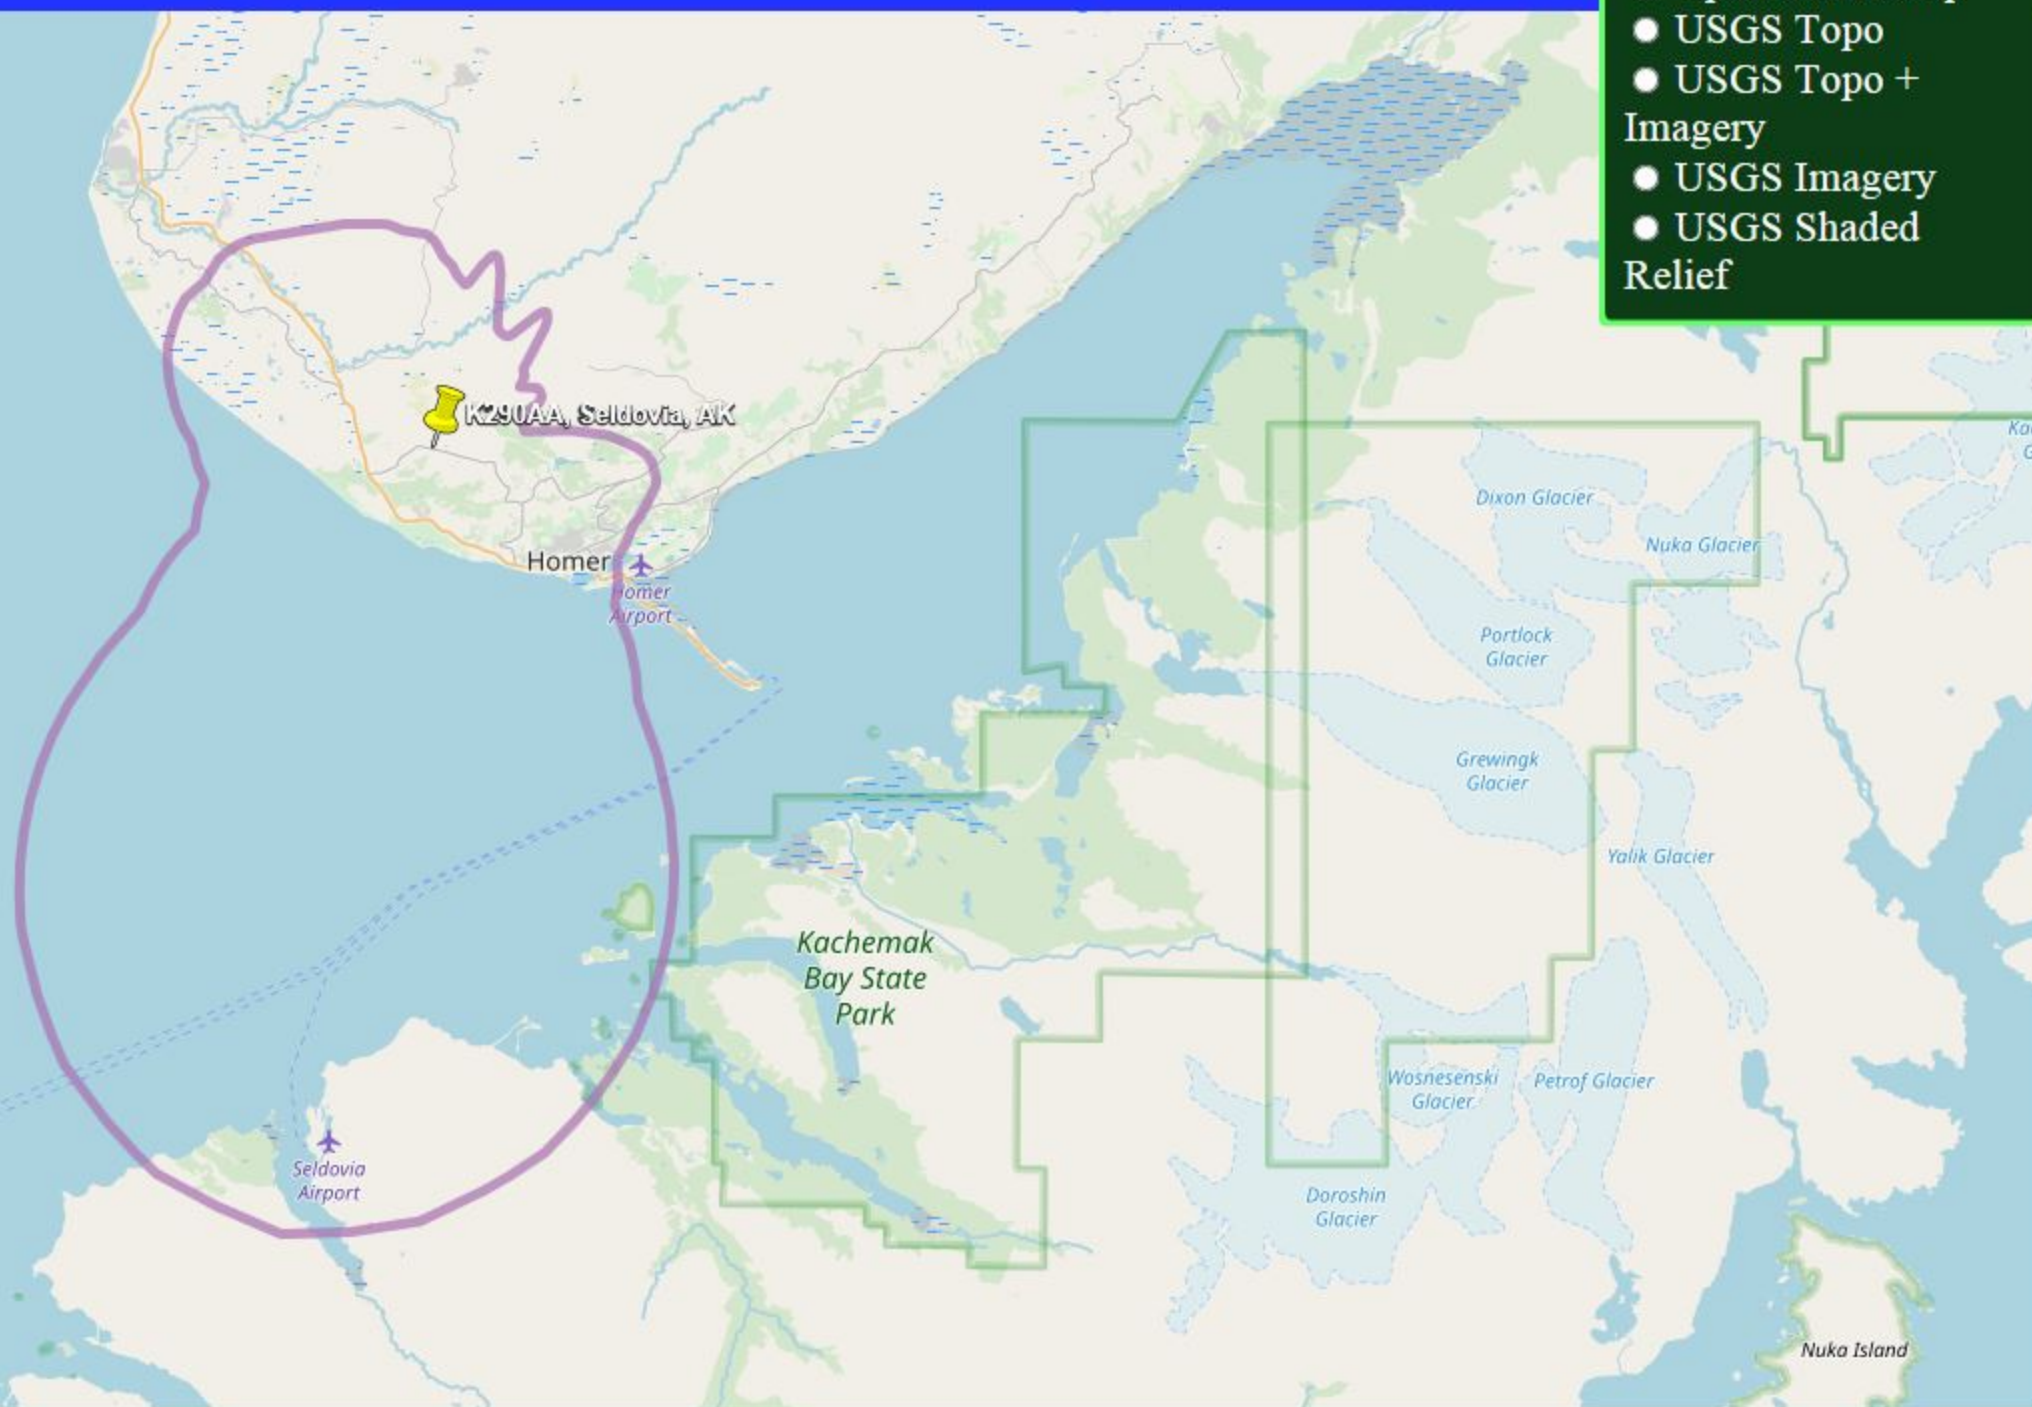 USGS Topo
USGS Topo +
Imagery
USGS Imagery
USGS Shaded
Relief
K290AA, Seldovia, AK
Dixon Glacier
Nuka Glacier
Homer
Homer
Airport
Portlock
Glacier
Grewingk
Glacier
Yalik Glacier
Kachemak
Bay State
Park
Wosnesenski
Glacier
Petrof Glacier
Seldovia
Airport
Doroshin
Glacier
Nuka Island